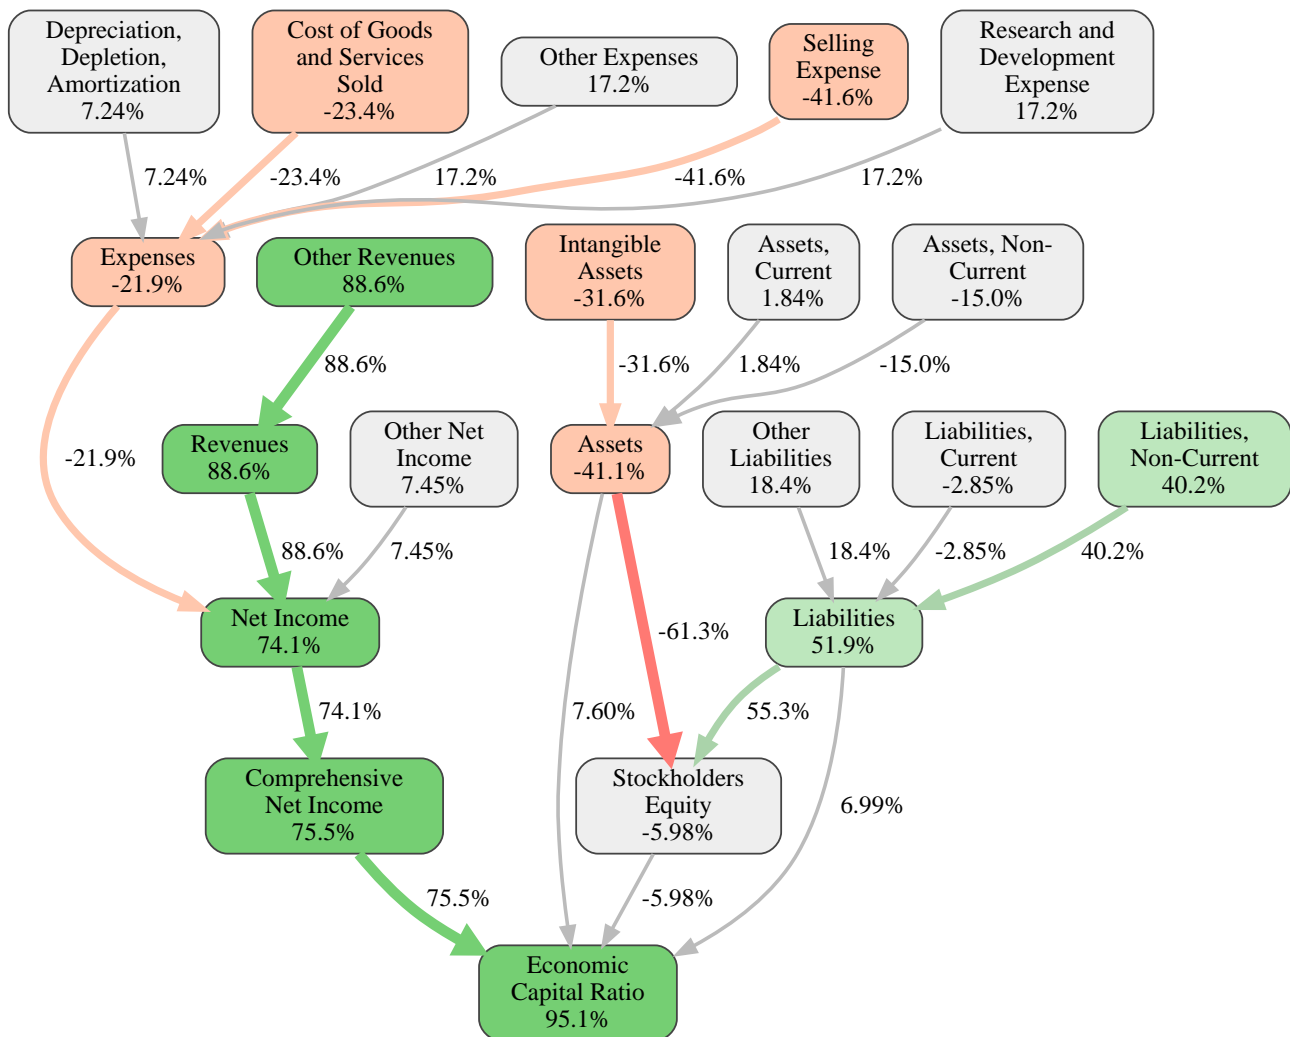 Depreciation,
Depletion,
Amortization
7.24%
Cost of Goods
and Services
Sold
-23.4%
Other Expenses
17.2%
Selling
Expense
-41.6%
Research and
Development
Expense
17.2%
7.24%
-23.4%
17.2%
-41.6%
17.2%
Expenses
-21.9%
Other Revenues
88.6%
Intangible
Assets
-31.6%
Assets,
Current
1.84%
Assets, Non-
Current
-15.0%
88.6%
-31.6%
1.84%
-15.0%
-21.9%
Revenues
88.6%
Other Net
Income
7.45%
Assets
-41.1%
Other
Liabilities
18.4%
Liabilities,
Current
-2.85%
Liabilities,
Non-Current
40.2%
88.6%
7.45%
18.4%
-2.85%
40.2%
Net Income
74.1%
-61.3%
Liabilities
51.9%
74.1%
7.60%
55.3%
Comprehensive
Net Income
75.5%
Stockholders
Equity
-5.98%
6.99%
75.5%
-5.98%
Economic
Capital Ratio
95.1%